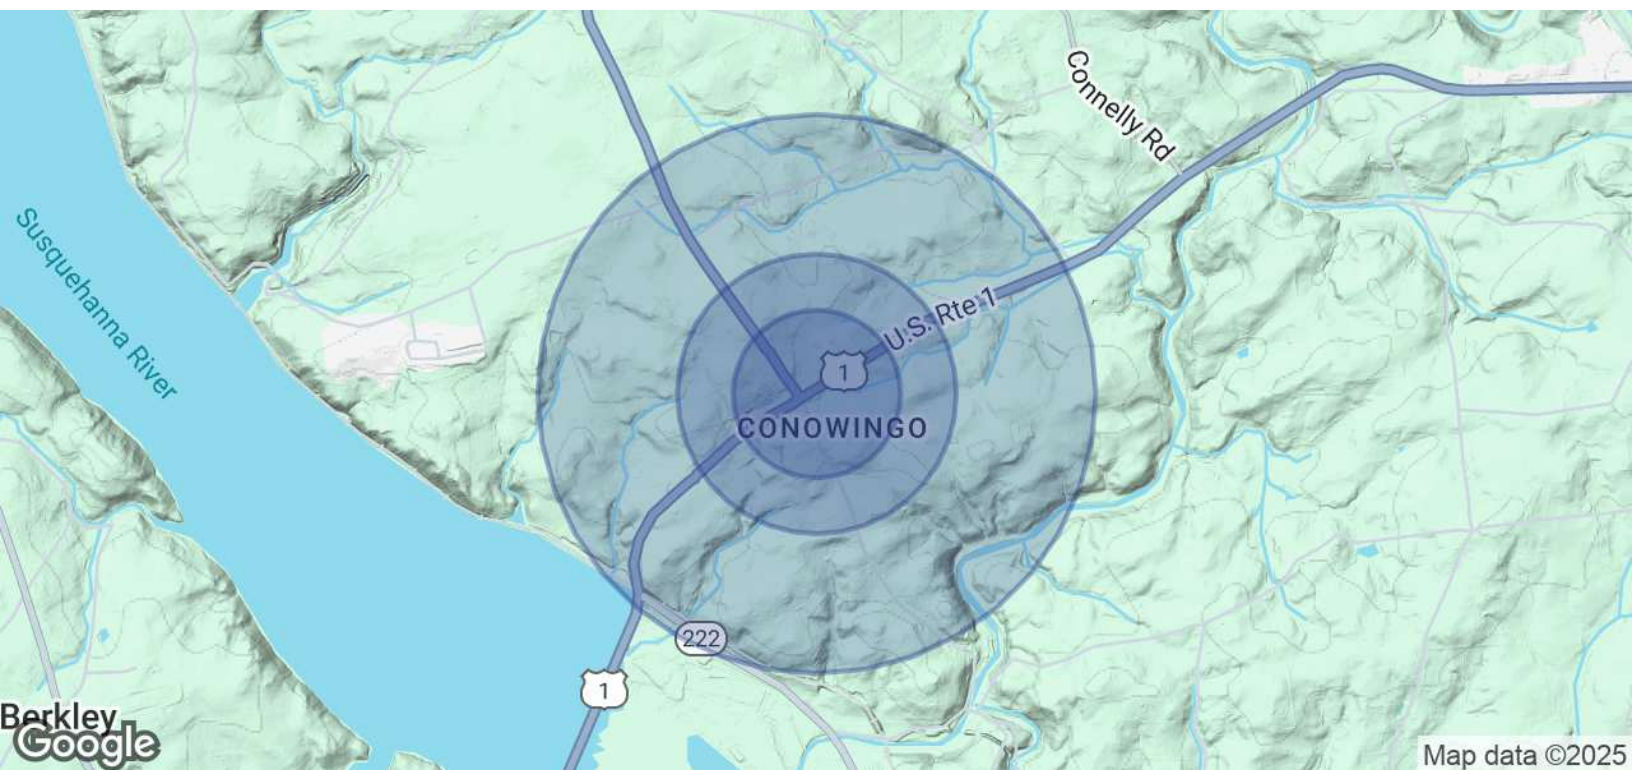 Connelly Rd
Susquehanna River
U.S. Rte 1
1
CONOWINGO
222
1
Berkley
Google
Map data ©2025